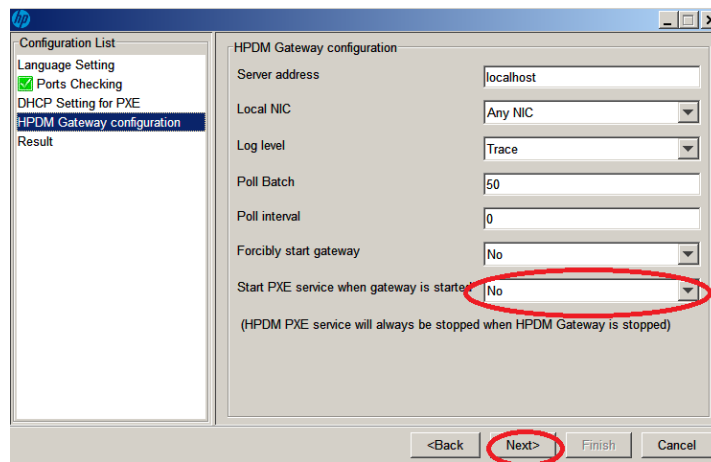 hp
Configuration List
Language Setting
Ports Checking
DHCP Setting for PXE
HPDM Gateway configuration
Result
HPDM Gateway configuration
Server address localhost
Local NIC Any NIC
Log level Trace
Poll Batch 50
Poll interval 0
Forcibly start gateway No
Start PXE service when gateway is started No
(HPDM PXE service will always be stopped when HPDM Gateway is stopped)
<Back Next> Finish Cancel